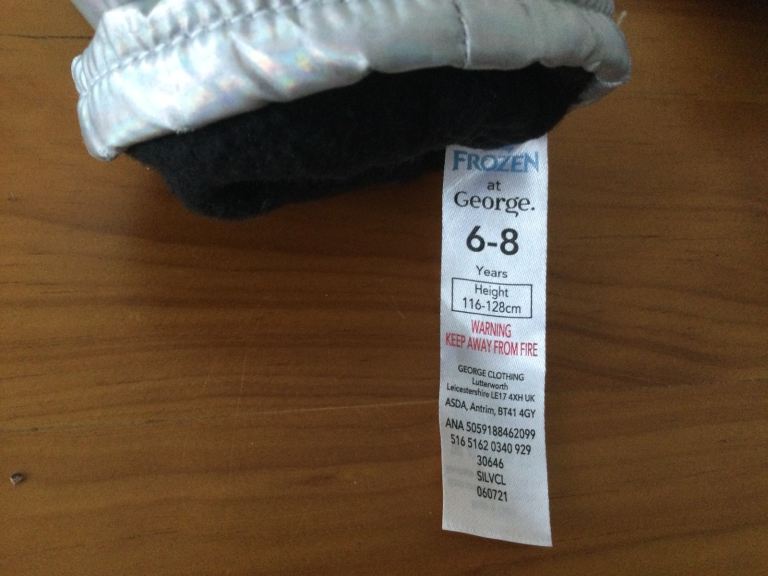 FROZEN
at
George.
6-8
Years
Height
116-128cm
WARNING
KEEP AWAY FROM FIRE
GEORGE CLOTHING
Lutterworth
Leicestershire LE17 4XH UK
ASDA, Antrim, BT41 4GY
ANA 5059188462099
516 5162 0340 929
30646
SILVCL
060721